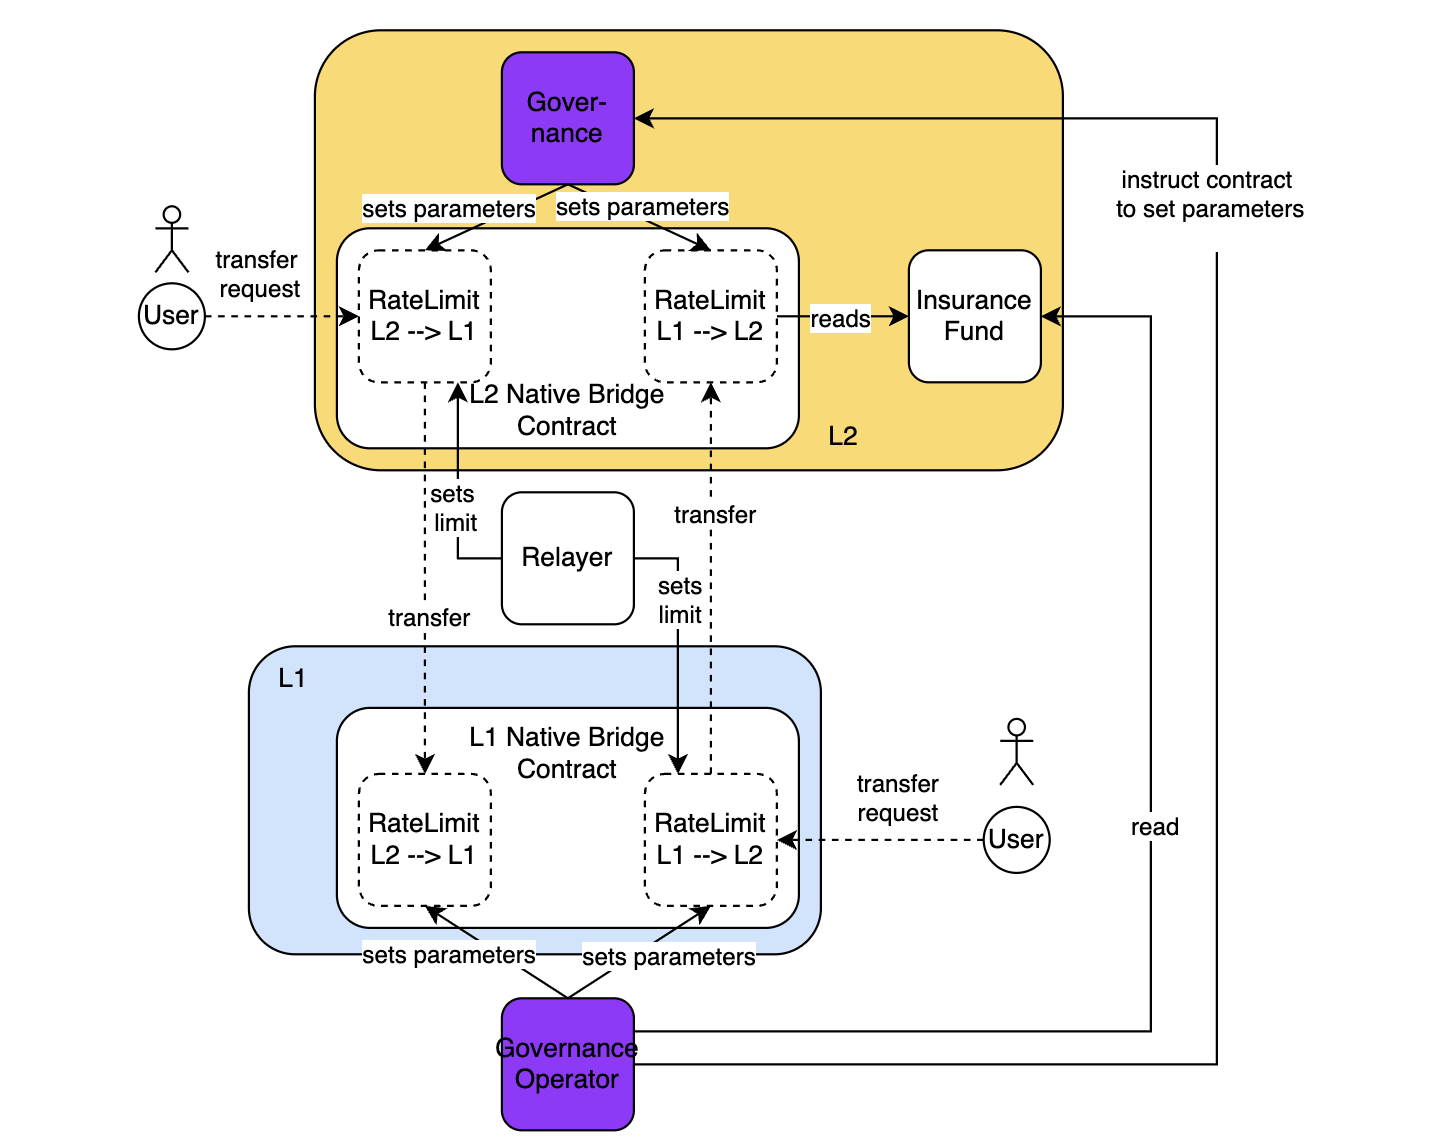 Gover-
nance
instruct contract
to set parameters
sets parameters
sets parameters
transfer
request
User
RateLimit
L2 --> L1
RateLimit
L1 --> L2
reads
Insurance
Fund
L2 Native Bridge
Contract
L2
sets
limit
transfer
Relayer
sets
limit
transfer
L1
L1 Native Bridge
Contract
RateLimit
L2 --> L1
RateLimit
L1 --> L2
transfer
request
User
read
sets parameters
sets parameters
Governance
Operator